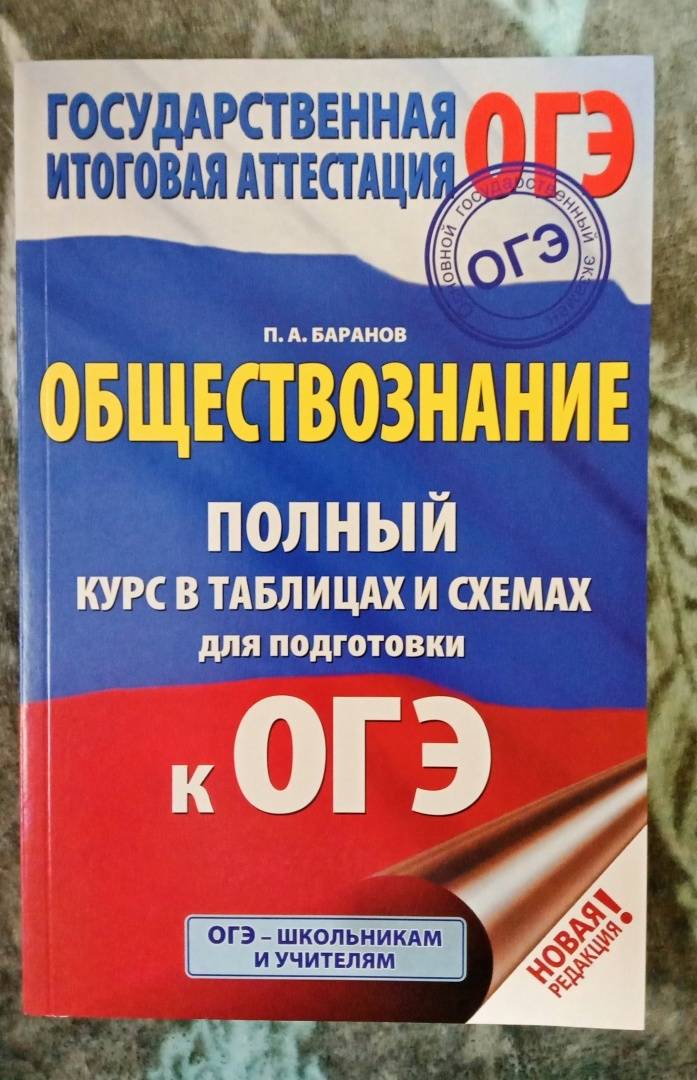 ГОСУДАРСТВЕННАЯ
ИТОГОВАЯ АТТЕСТАЦИЯ
ОГЭ
Основной государственный экзамен
ОГЭ
П. А. БАРАНОВ
ОБЩЕСТВОЗНАНИЕ
ПОЛНЫЙ
КУРС В ТАБЛИЦАХ И СХЕМАХ
для подготовки
к ОГЭ
ОГЭ – ШКОЛЬНИКАМ
И УЧИТЕЛЯМ
НОВАЯ
РЕДАКЦИЯ!